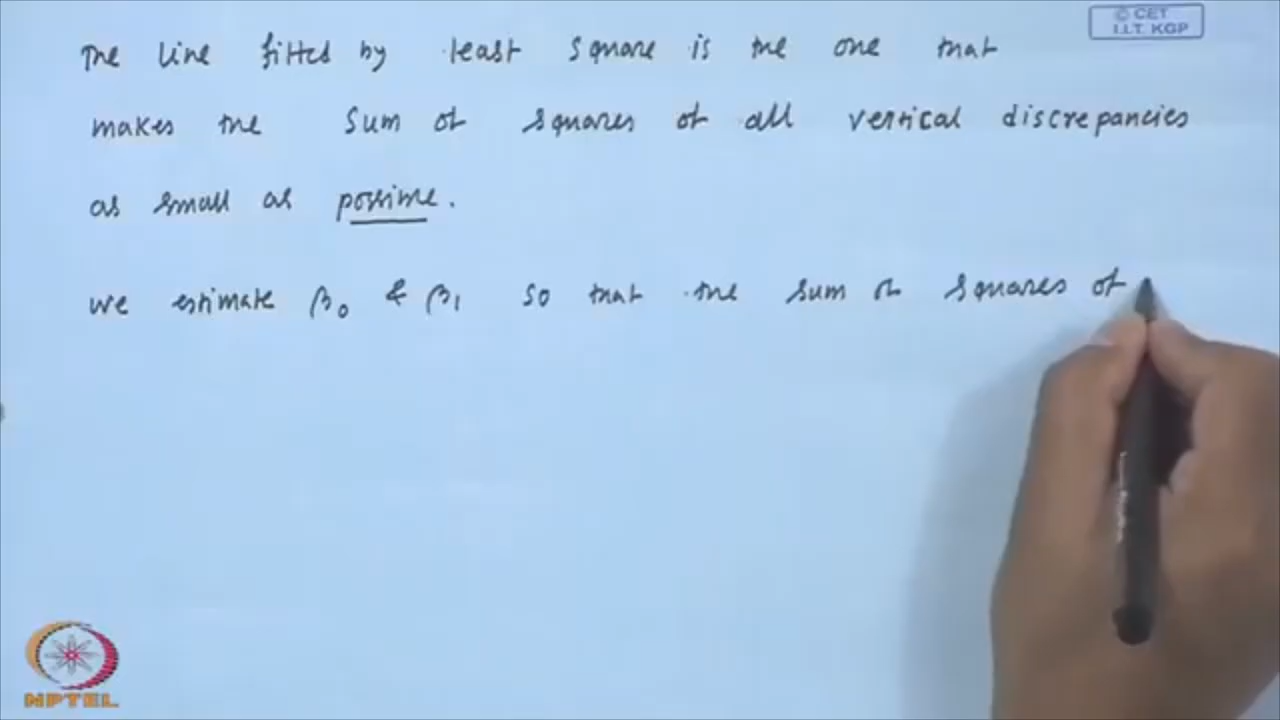 © CET
I.I.T. KGP
The line fitted by least square is the one that
makes the sum of squares of all vertical discrepancies
as small as possible.
we estimate β₀ & β₁ so that the sum of squares of
NPTEL